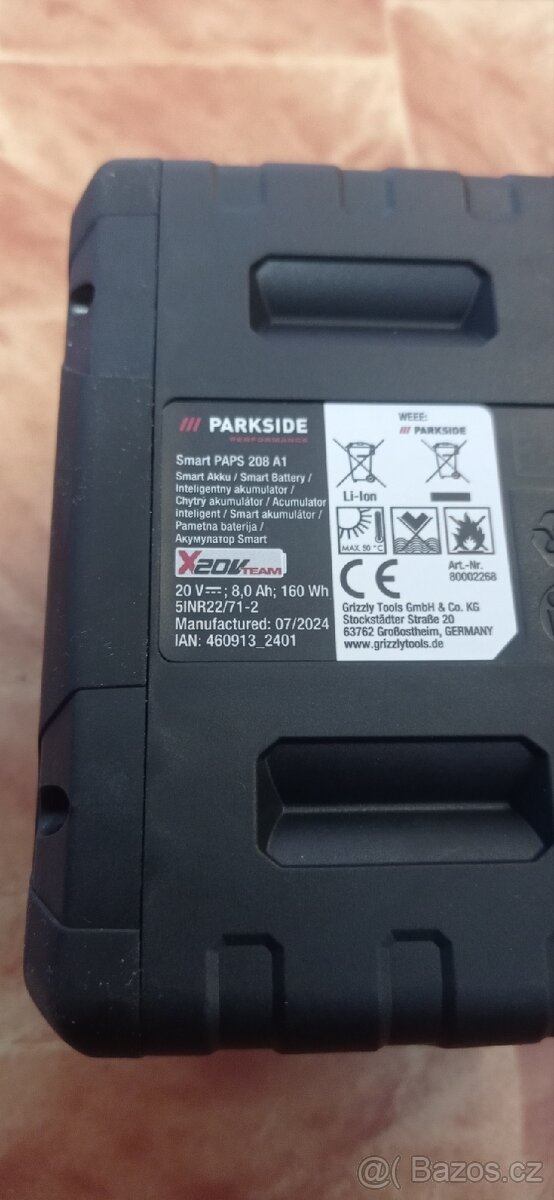 /// PARKSIDE
PERFORMANCE
Smart PAPS 208 A1
Smart Akku / Smart Battery /
Inteligentny akumulator /
Chytrý akumulátor / Acumulator
inteligent / Smart akumulátor /
Pametna baterija /
Акумулатор Smart
X20V TEAM
20 V⎓; 8,0 Ah; 160 Wh
5INR22/71-2
Manufactured: 07/2024
IAN: 460913_2401
WEEE:
/// PARKSIDE
Li-Ion
MAX. 50 °C
CE
Art.-Nr.
80002268
Grizzly Tools GmbH & Co. KG
Stockstädter Straße 20
63762 Großostheim, GERMANY
www.grizzlytools.de
@( Bazoš.cz